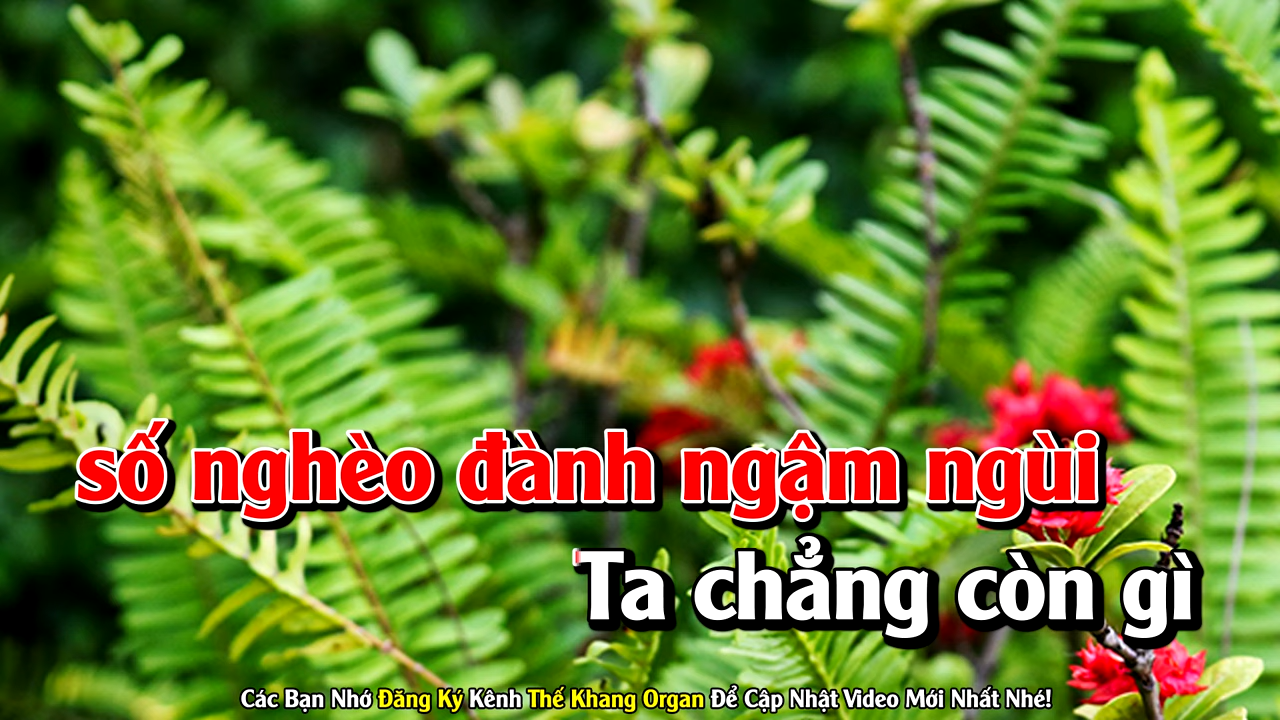 số nghèo đành ngậm ngùi
Ta chẳng còn gì
Các Bạn Nhớ Đăng Ký Kênh Thế Khang Organ Để Cập Nhật Video Mới Nhất Nhé!